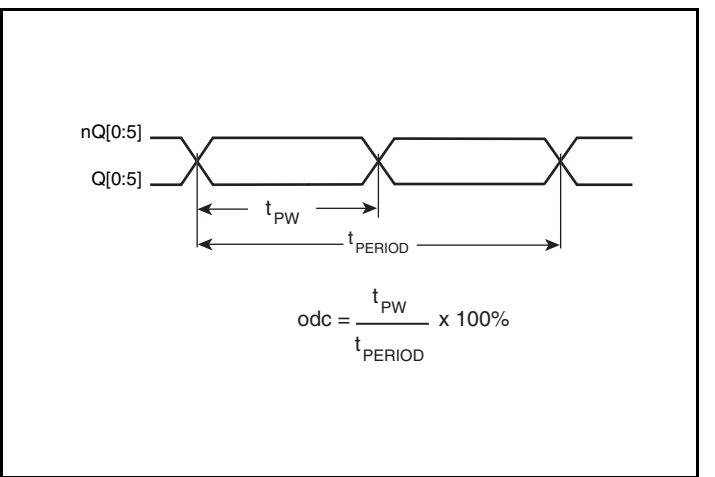 nQ[0:5]
Q[0:5]
tPW
tPERIOD
odc = tPW / tPERIOD x 100%